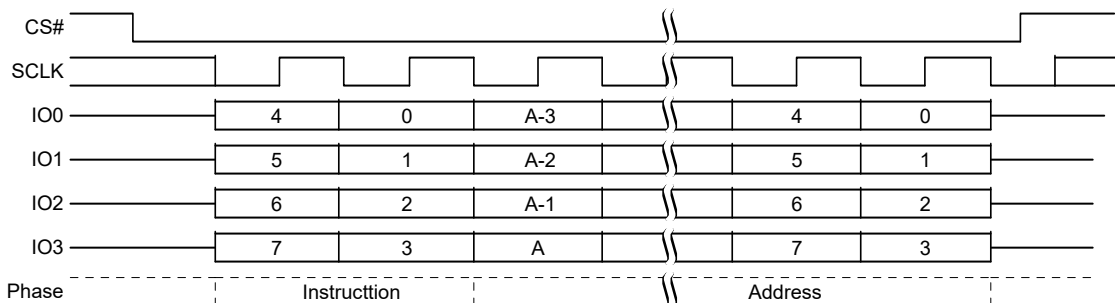 CS#
SCLK
IO0 4 0 A-3 4 0
IO1 5 1 A-2 5 1
IO2 6 2 A-1 6 2
IO3 7 3 A 7 3
Phase Instructtion Address